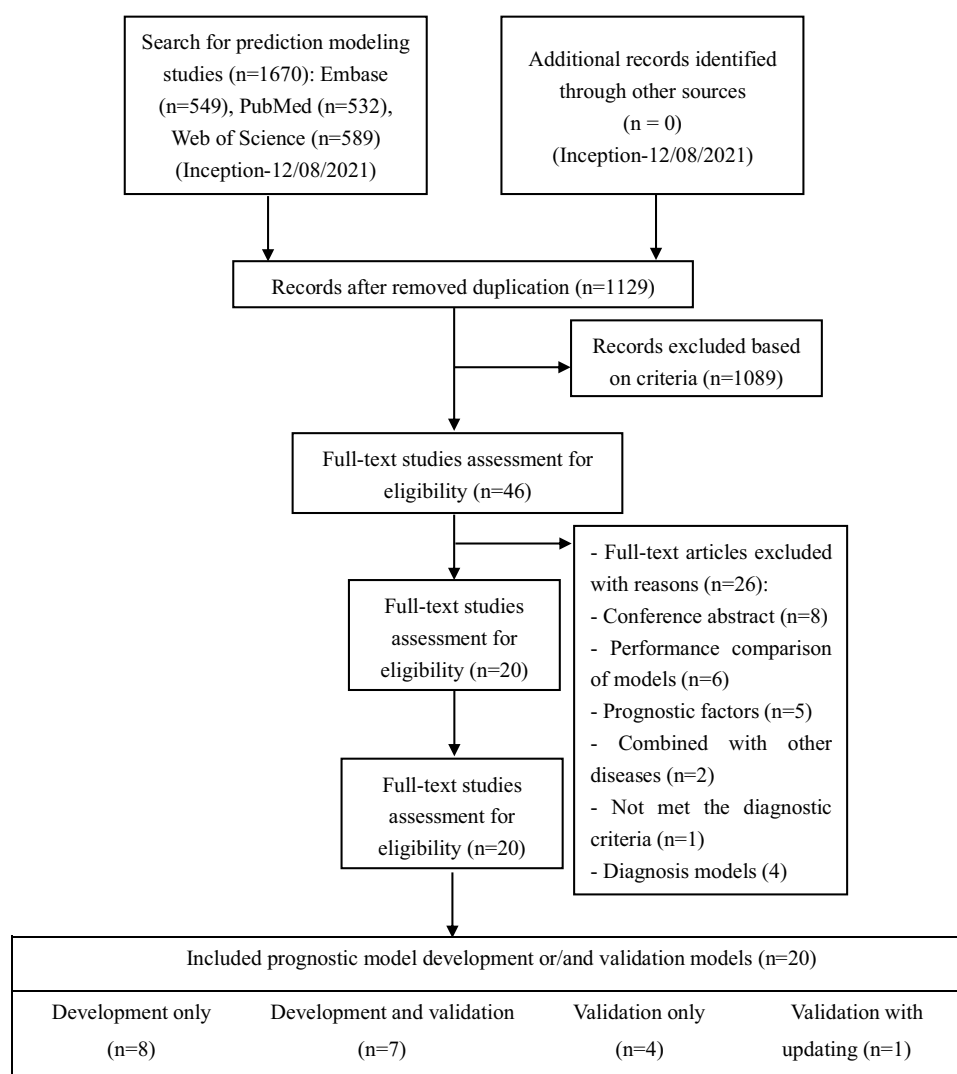 Search for prediction modeling
studies (n=1670): Embase
(n=549), PubMed (n=532),
Web of Science (n=589)
(Inception-12/08/2021)
Additional records identified
through other sources
(n = 0)
(Inception-12/08/2021)
Records after removed duplication (n=1129)
Records excluded based
on criteria (n=1089)
Full-text studies assessment for
eligibility (n=46)
- Full-text articles excluded
with reasons (n=26):
- Conference abstract (n=8)
- Performance comparison
of models (n=6)
- Prognostic factors (n=5)
- Combined with other
diseases (n=2)
- Not met the diagnostic
criteria (n=1)
- Diagnosis models (4)
Full-text studies
assessment for
eligibility (n=20)
Full-text studies
assessment for
eligibility (n=20)
Included prognostic model development or/and validation models (n=20)
Development only
(n=8)
Development and validation
(n=7)
Validation only
(n=4)
Validation with
updating (n=1)